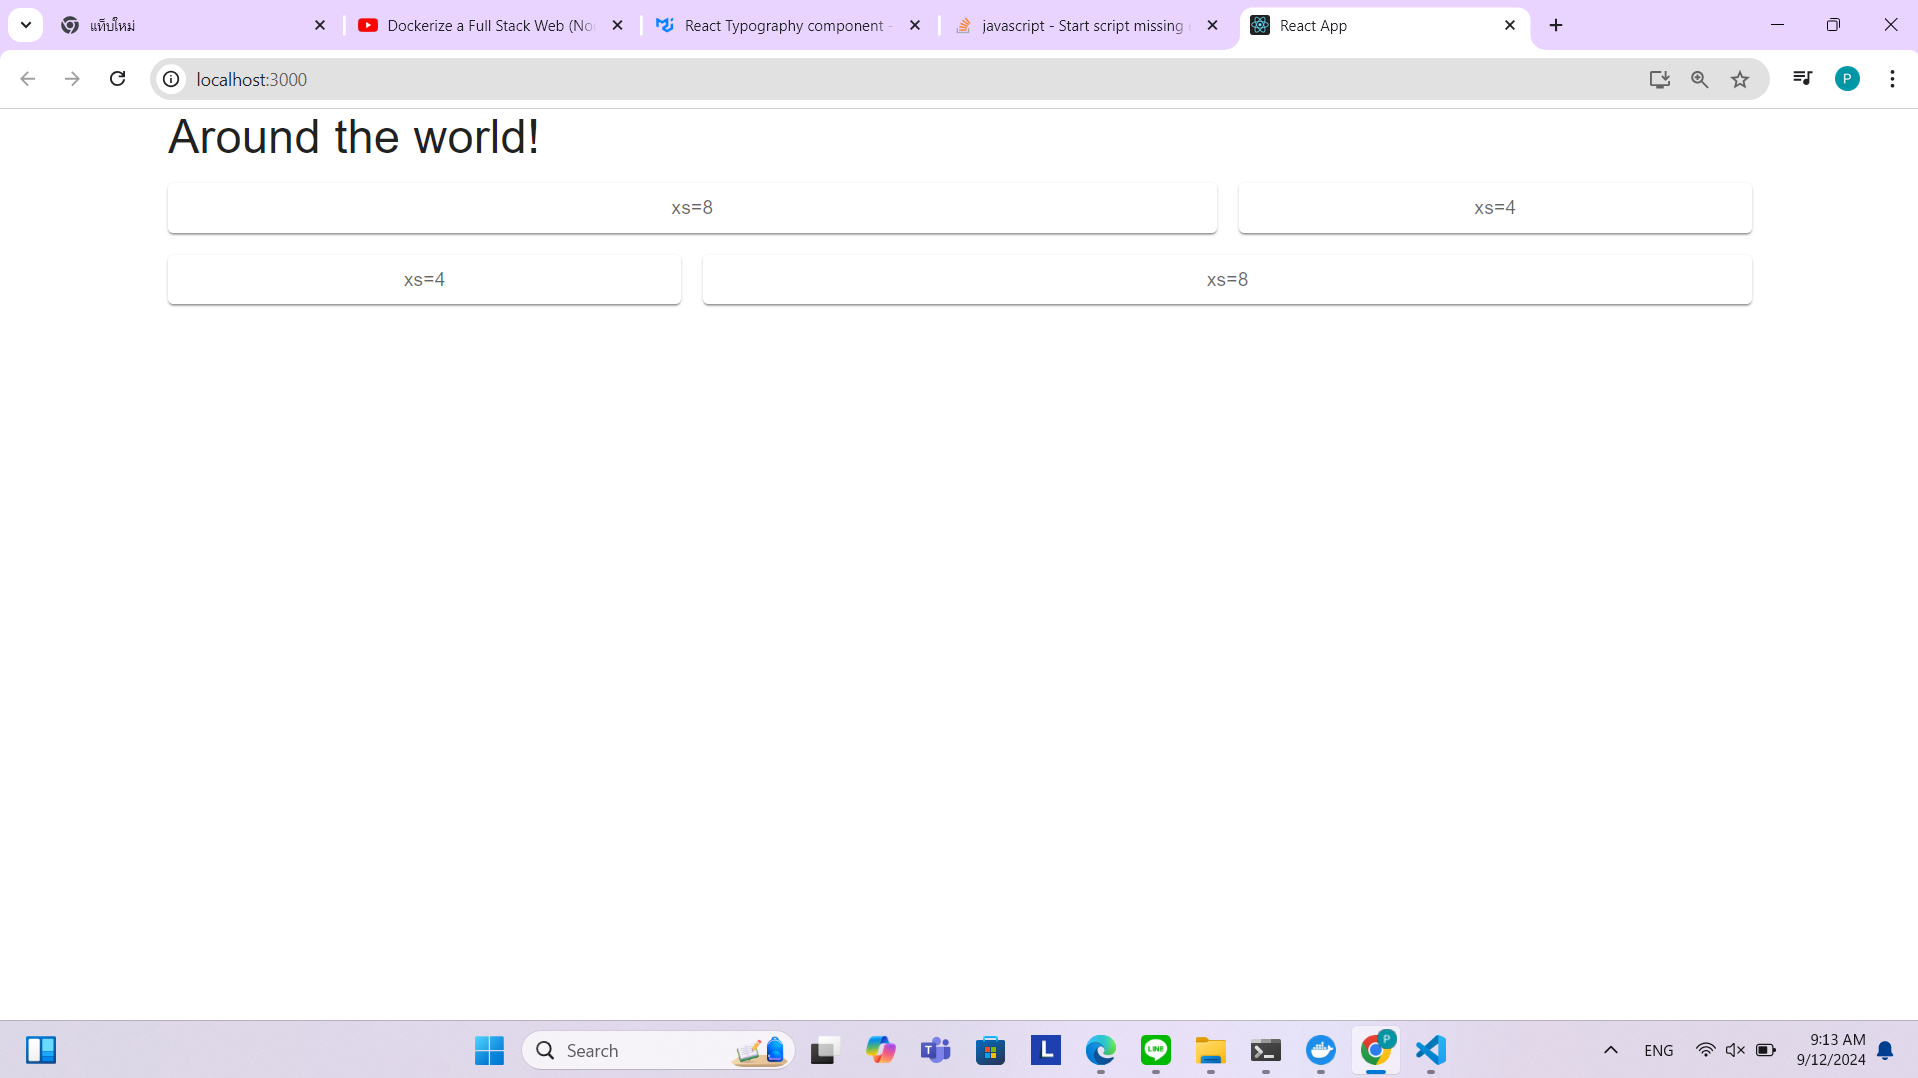 แท็บใหม่
Dockerize a Full Stack Web (No
React Typography component -
javascript - Start script missing
React App
localhost:3000
P
Around the world!
xs=8
xs=4
xs=4
xs=8
Search
T
L
LINE
P
ENG
9:13 AM
9/12/2024